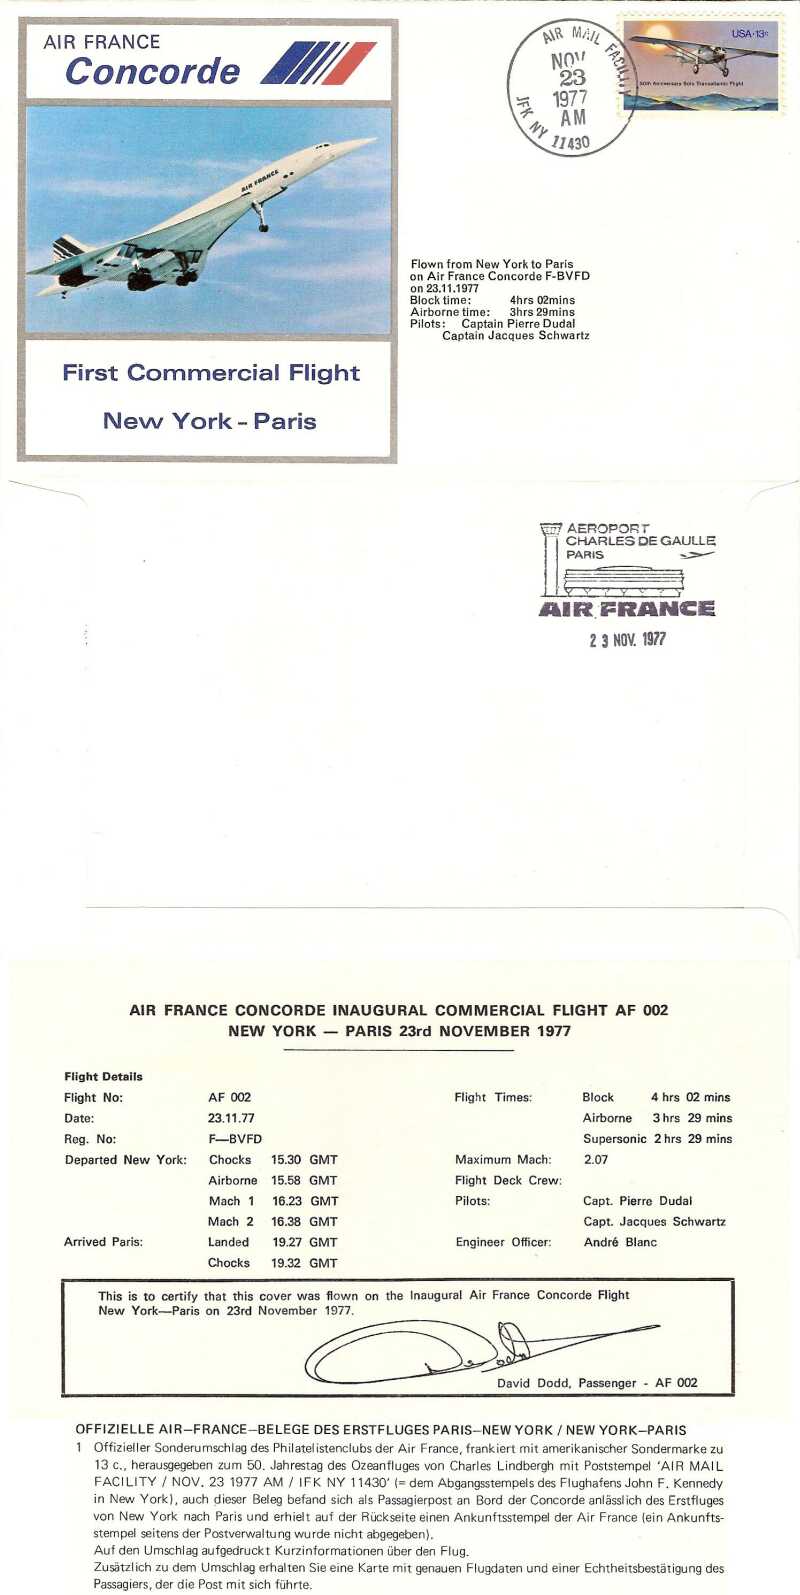 AIR FRANCE
Concorde
AIR MAIL FACILITY
NOV
23
1977
AM
JFK NY 11430
USA·13c
50th Anniversary Solo Transatlantic Flight
AIR FRANCE
Flown from New York to Paris
on Air France Concorde F-BVFD
on 23.11.1977
Block time: 4hrs 02mins
Airborne time: 3hrs 29mins
Pilots: Captain Pierre Dudal
Captain Jacques Schwartz
First Commercial Flight
New York - Paris
AEROPORT
CHARLES DE GAULLE
PARIS
AIR FRANCE
23 NOV. 1977
AIR FRANCE CONCORDE INAUGURAL COMMERCIAL FLIGHT AF 002
NEW YORK — PARIS 23rd NOVEMBER 1977
Flight Details
Flight No: AF 002 Flight Times: Block 4 hrs 02 mins
Date: 23.11.77 Airborne 3 hrs 29 mins
Reg. No: F—BVFD Supersonic 2 hrs 29 mins
Departed New York: Chocks 15.30 GMT Maximum Mach: 2.07
Airborne 15.58 GMT Flight Deck Crew:
Mach 1 16.23 GMT Pilots: Capt. Pierre Dudal
Mach 2 16.38 GMT Capt. Jacques Schwartz
Arrived Paris: Landed 19.27 GMT Engineer Officer: André Blanc
Chocks 19.32 GMT
This is to certify that this cover was flown on the Inaugural Air France Concorde Flight
New York—Paris on 23rd November 1977.
David Dodd, Passenger - AF 002
OFFIZIELLE AIR—FRANCE—BELEGE DES ERSTFLUGES PARIS—NEW YORK / NEW YORK—PARIS
1 Offizieller Sonderumschlag des Philatelistenclubs der Air France, frankiert mit amerikanischer Sondermarke zu
13 c., herausgegeben zum 50. Jahrestag des Ozeanfluges von Charles Lindbergh mit Poststempel 'AIR MAIL
FACILITY / NOV. 23 1977 AM / IFK NY 11430' (= dem Abgangsstempels des Flughafens John F. Kennedy
in New York), auch dieser Beleg befand sich als Passagierpost an Bord der Concorde anlässlich des Erstfluges
von New York nach Paris und erhielt auf der Rückseite einen Ankunftsstempel der Air France (ein Ankunfts-
stempel seitens der Postverwaltung wurde nicht abgegeben).
Auf den Umschlag aufgedruckt Kurzinformationen über den Flug.
Zusätzlich zu dem Umschlag erhalten Sie eine Karte mit genauen Flugdaten und einer Echtheitsbestätigung des
Passagiers, der die Post mit sich führte.